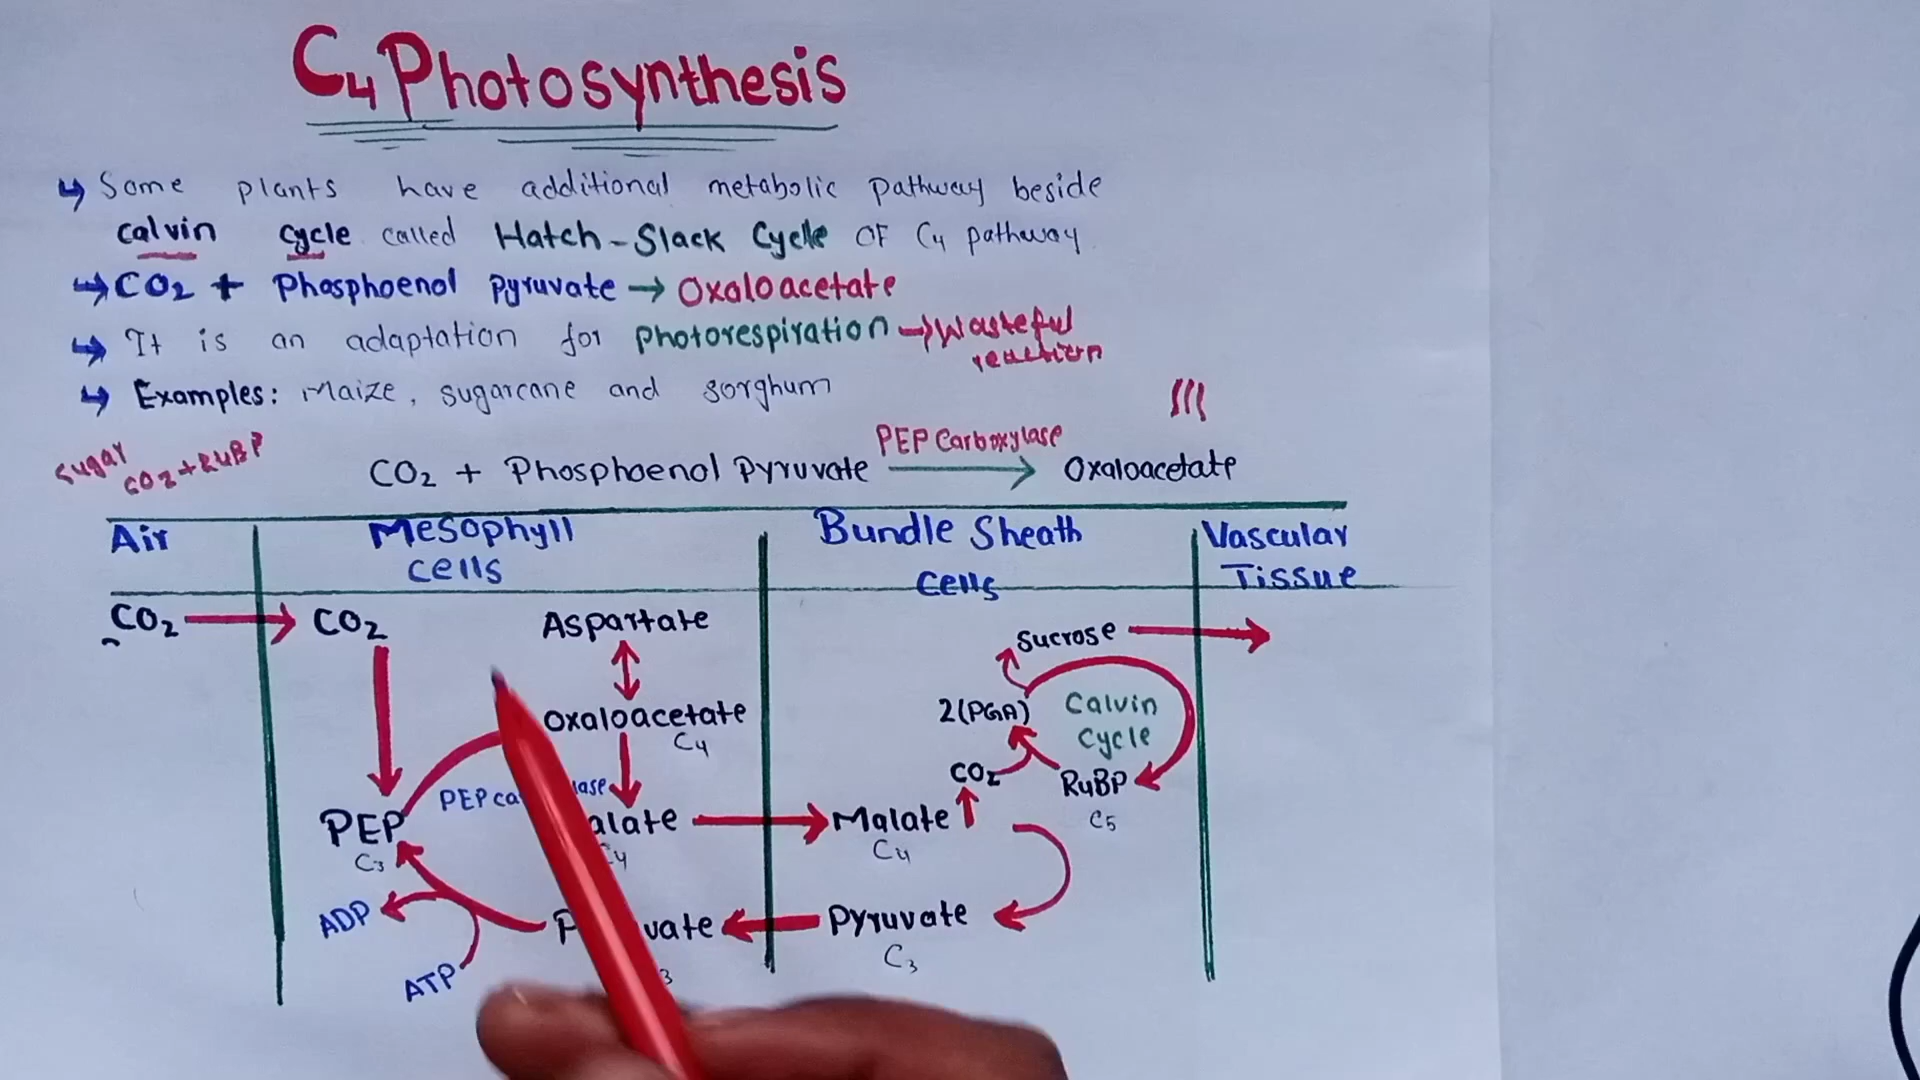 C4 Photosynthesis
Some plants have additional metabolic pathway beside
calvin cycle called Hatch-Slack Cycle OF C4 pathway
CO2 + Phosphoenol pyruvate → Oxaloacetate
It is an adaptation for photorespiration → Wasteful
reaction
Examples: Maize, sugarcane and sorghum
Sugar
CO2+RuBP
PEP Carboxylase
CO2 + Phosphoenol Pyruvate → Oxaloacetate
Air
Mesophyll
cells
Bundle Sheath
Cells
Vascular
Tissue
CO2 → CO2
Aspartate
Sucrose
Oxaloacetate
C4
2(PGA)
Calvin
Cycle
CO2
RuBP
C5
PEP
C3
Malate
C4
ADP
ATP
Pyruvate
C3